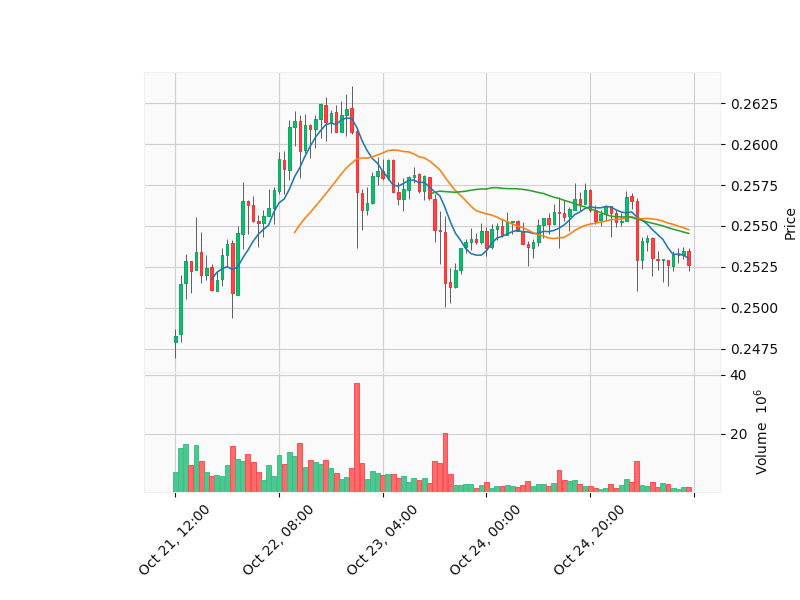 0.2625
0.2600
0.2575
0.2550
0.2525
0.2500
0.2475
Price
40
20
Volume 10⁶
Oct 21, 12:00
Oct 22, 08:00
Oct 23, 04:00
Oct 24, 00:00
Oct 24, 20:00